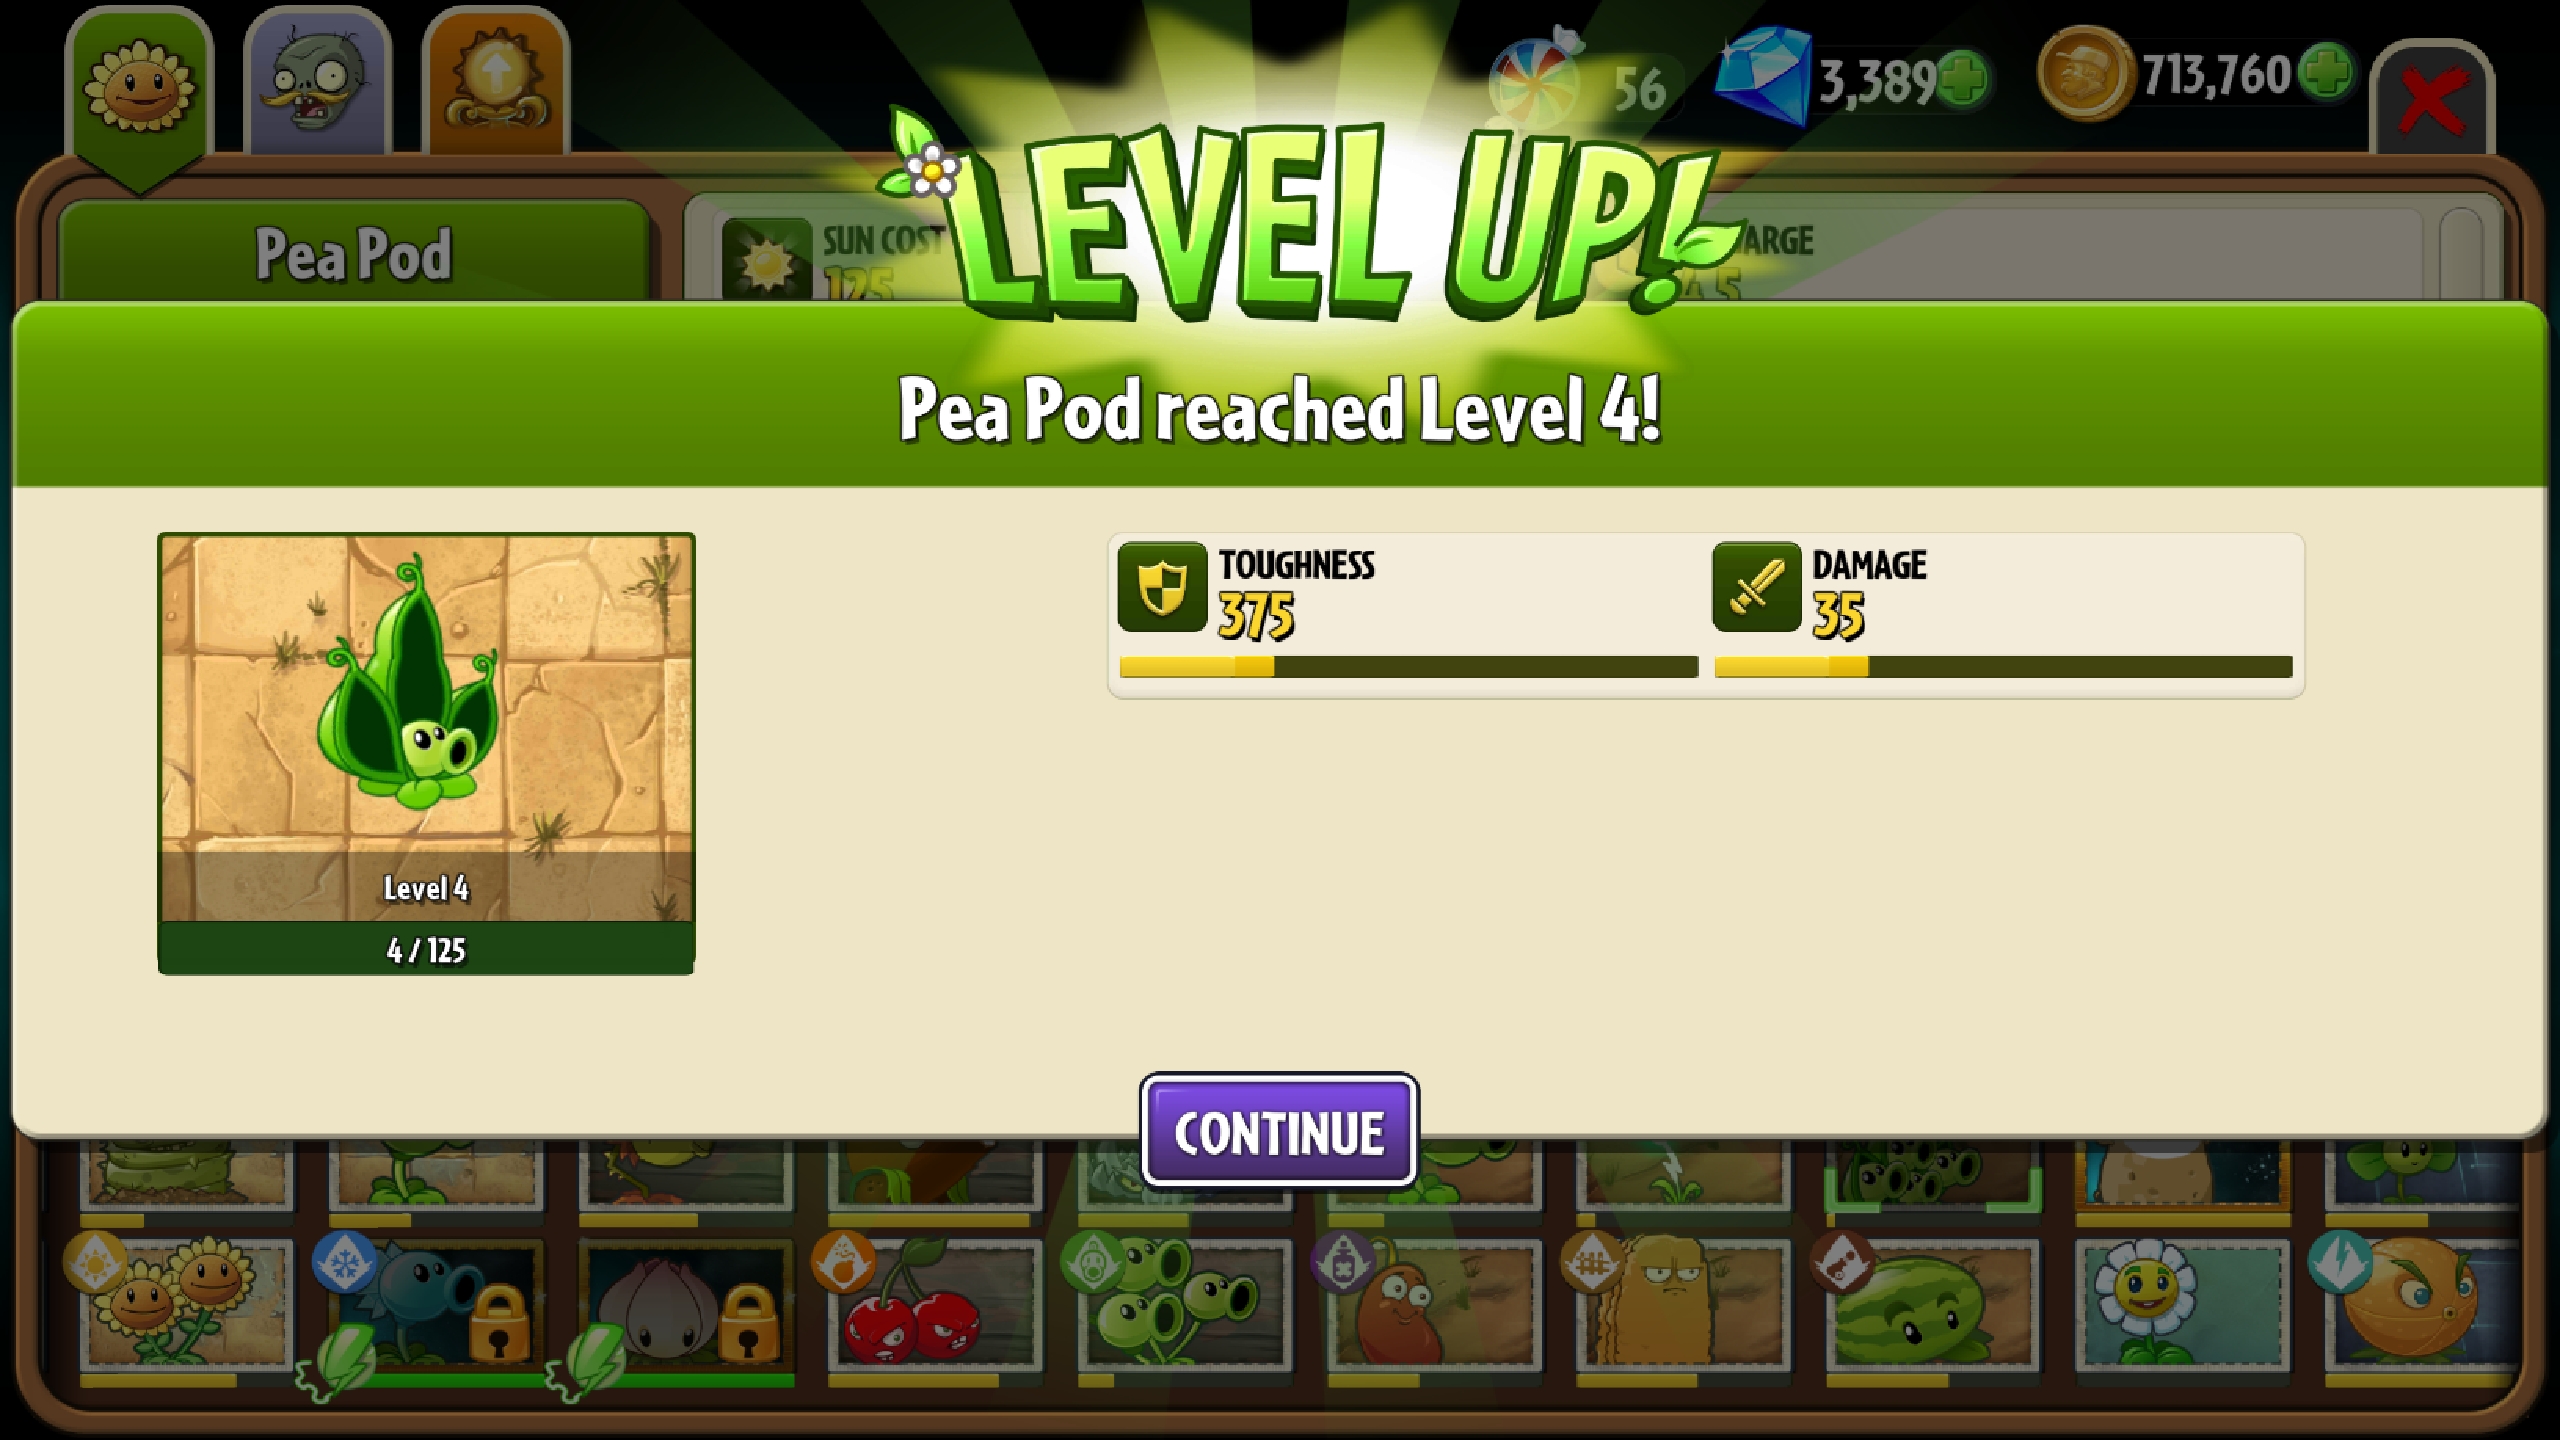 56
3,389
713,760
LEVEL UP!
Pea Pod
SUN COST
125
Pea Pod reached Level 4!
TOUGHNESS
375
DAMAGE
35
Level 4
4 / 125
CONTINUE